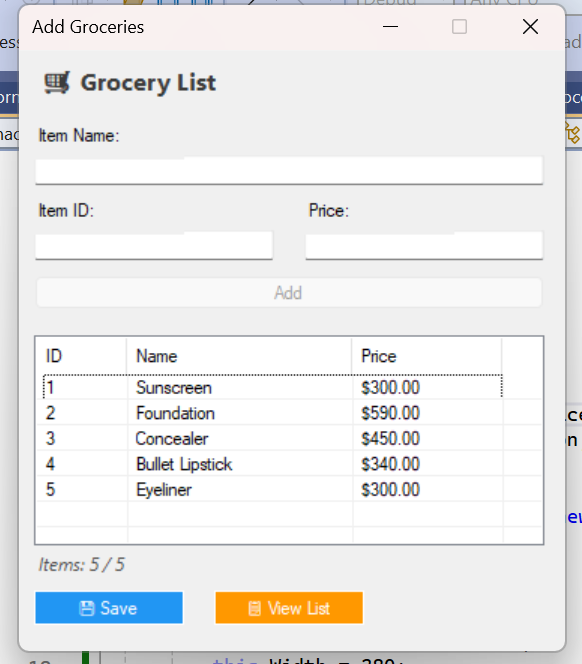 Add Groceries
Grocery List
Item Name:
Item ID: Price:
Add
ID Name Price
1 Sunscreen $300.00
2 Foundation $590.00
3 Concealer $450.00
4 Bullet Lipstick $340.00
5 Eyeliner $300.00
Items: 5 / 5
Save View List